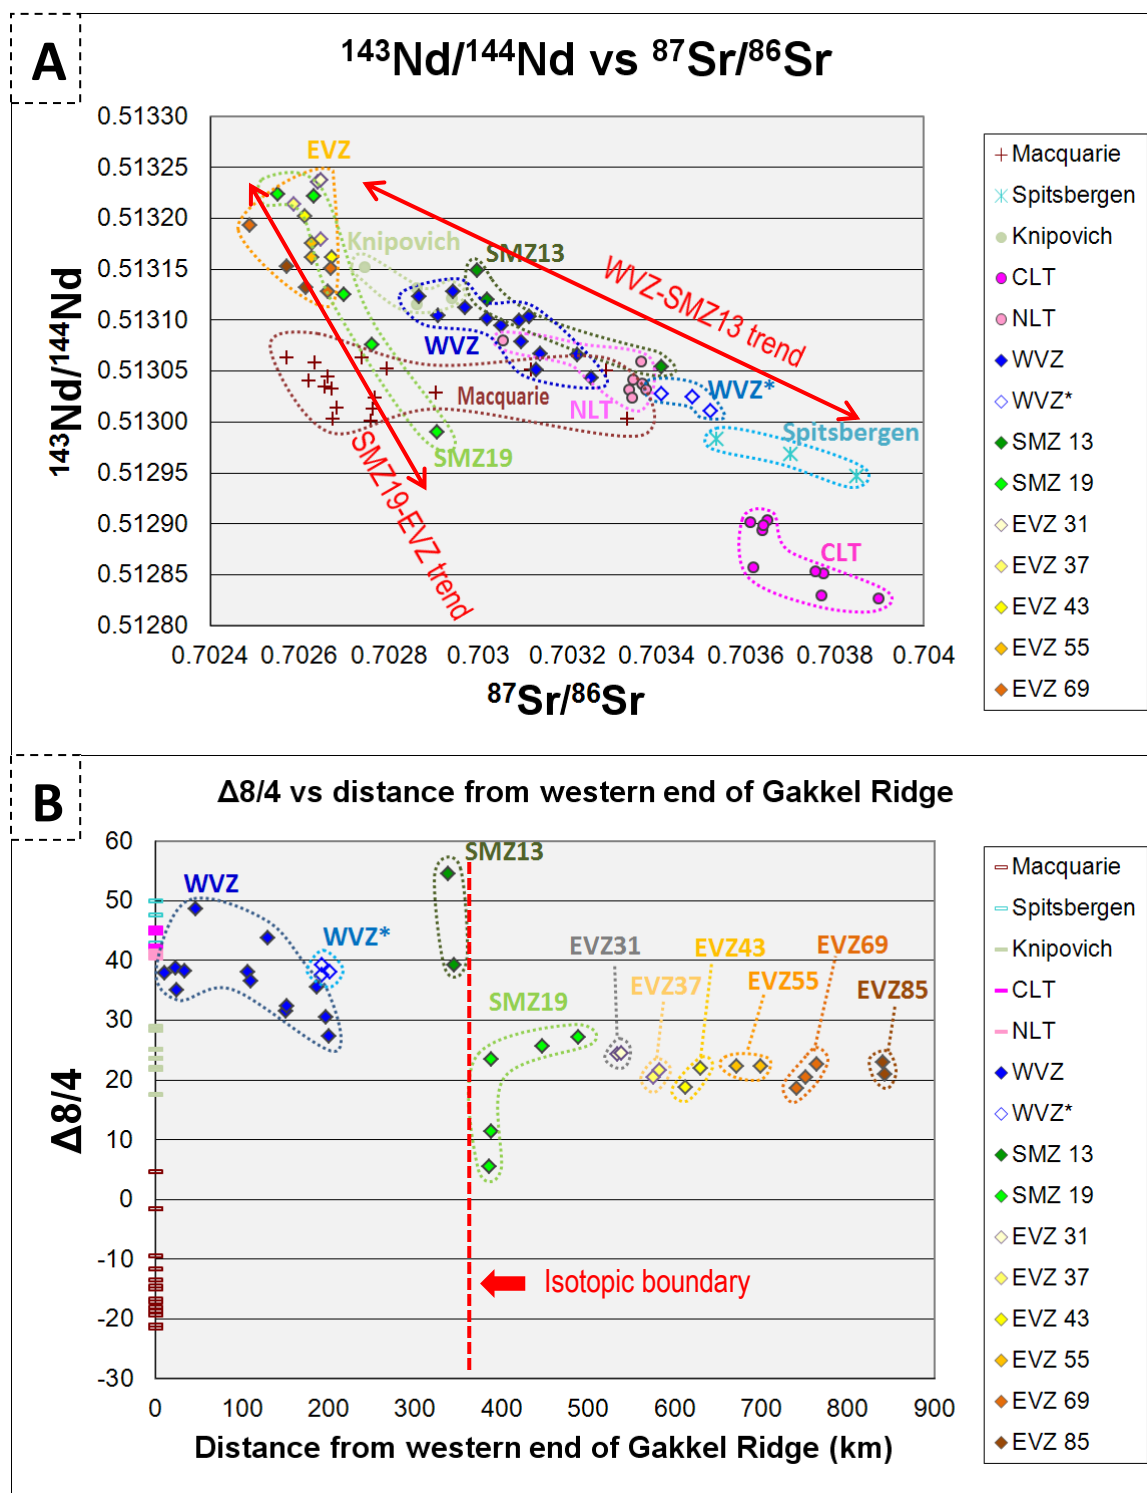 A
¹⁴³Nd/¹⁴⁴Nd vs ⁸⁷Sr/⁸⁶Sr
0.51330
0.51325
0.51320
0.51315
0.51310
0.51305
0.51300
0.51295
0.51290
0.51285
0.51280
¹⁴³Nd/¹⁴⁴Nd
EVZ
Knipovich
SMZ13
WVZ-SMZ13 trend
WVZ
Macquarie
NLT
WVZ*
Spitsbergen
SMZ19
SMZ19-EVZ trend
CLT
0.7024 0.7026 0.7028 0.703 0.7032 0.7034 0.7036 0.7038 0.704
⁸⁷Sr/⁸⁶Sr
Macquarie
Spitsbergen
Knipovich
CLT
NLT
WVZ
WVZ*
SMZ 13
SMZ 19
EVZ 31
EVZ 37
EVZ 43
EVZ 55
EVZ 69
B
Δ8/4 vs distance from western end of Gakkel Ridge
60
50
40
30
20
10
0
-10
-20
-30
Δ8/4
SMZ13
WVZ
WVZ*
EVZ31
EVZ43
EVZ69
EVZ37
EVZ55
EVZ85
SMZ19
Isotopic boundary
0 100 200 300 400 500 600 700 800 900
Distance from western end of Gakkel Ridge (km)
Macquarie
Spitsbergen
Knipovich
CLT
NLT
WVZ
WVZ*
SMZ 13
SMZ 19
EVZ 31
EVZ 37
EVZ 43
EVZ 55
EVZ 69
EVZ 85